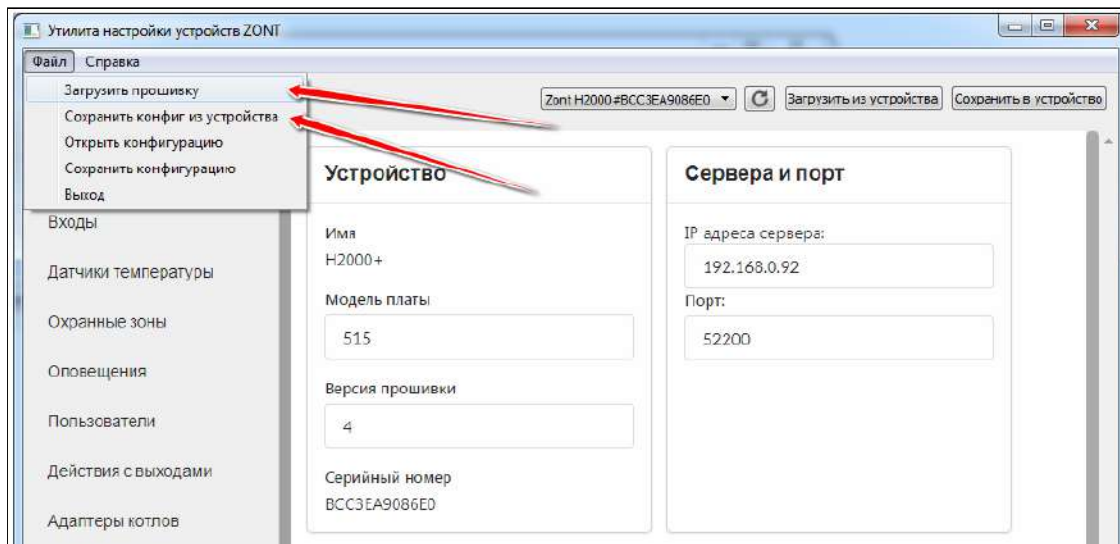 Утилита настройки устройств ZONT
Файл Справка
Загрузить прошивку
Сохранить конфиг из устройства
Открыть конфигурацию
Сохранить конфигурацию
Выход
Zont H2000#BCC3EA9086E0 Загрузить из устройства Сохранить в устройство
Входы
Датчики температуры
Охранные зоны
Оповещения
Пользователи
Действия с выходами
Адаптеры котлов
Устройство
Имя
H2000+
Модель платы
515
Версия прошивки
4
Серийный номер
BCC3EA9086E0
Сервера и порт
IP адреса сервера:
192.168.0.92
Порт:
52200